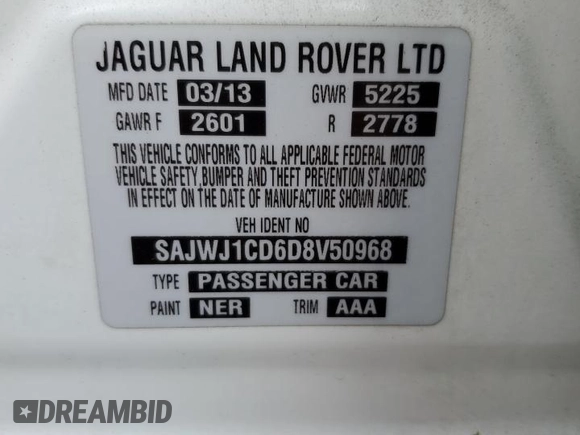 JAGUAR LAND ROVER LTD
MFD DATE 03/13 GVWR 5225
GAWR F 2601 R 2778
THIS VEHICLE CONFORMS TO ALL APPLICABLE FEDERAL MOTOR
VEHICLE SAFETY, BUMPER AND THEFT PREVENTION STANDARDS
IN EFFECT ON THE DATE OF MANUFACTURE SHOWN ABOVE.
VEH IDENT NO
SAJWJ1CD6D8V50968
TYPE PASSENGER CAR
PAINT NER TRIM AAA
DREAMBID